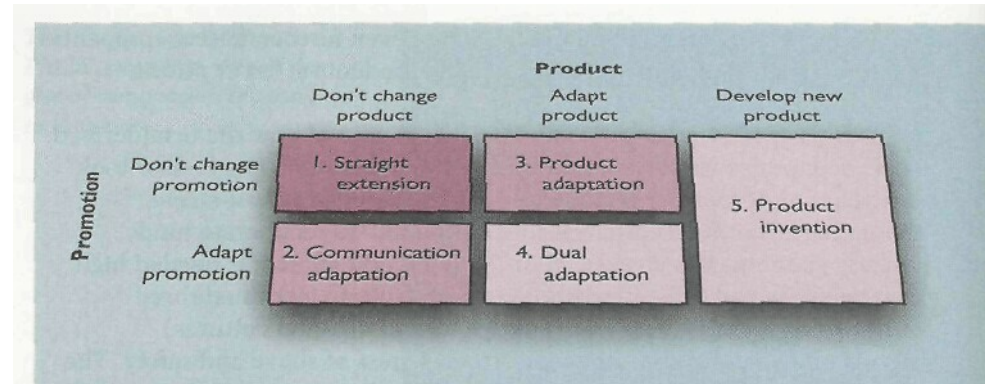 Product
Don't change
product
Adapt
product
Develop new
product
Don't change
promotion
1. Straight
extension
3. Product
adaptation
5. Product
invention
Promotion
Adapt
promotion
2. Communication
adaptation
4. Dual
adaptation